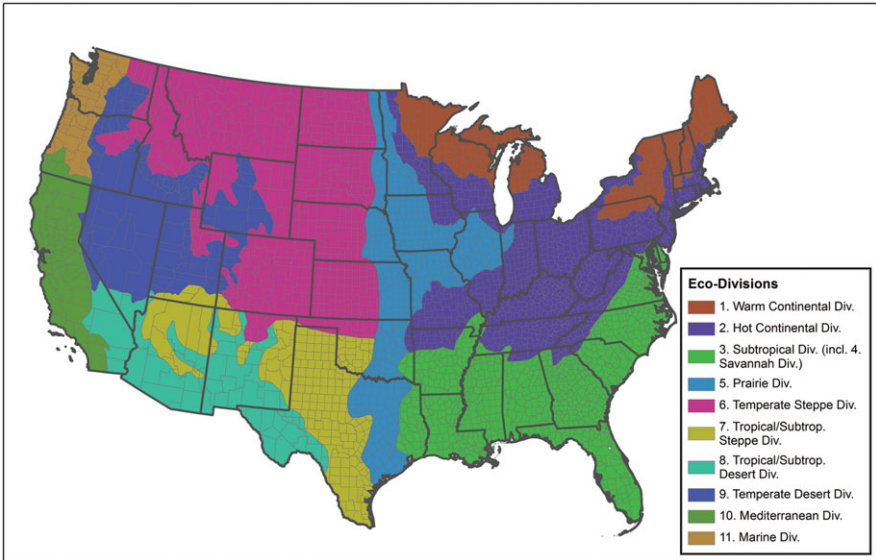 Eco-Divisions
1. Warm Continental Div.
2. Hot Continental Div.
3. Subtropical Div. (incl. 4.
Savannah Div.)
5. Prairie Div.
6. Temperate Steppe Div.
7. Tropical/Subtrop.
Steppe Div.
8. Tropical/Subtrop.
Desert Div.
9. Temperate Desert Div.
10. Mediterranean Div.
11. Marine Div.